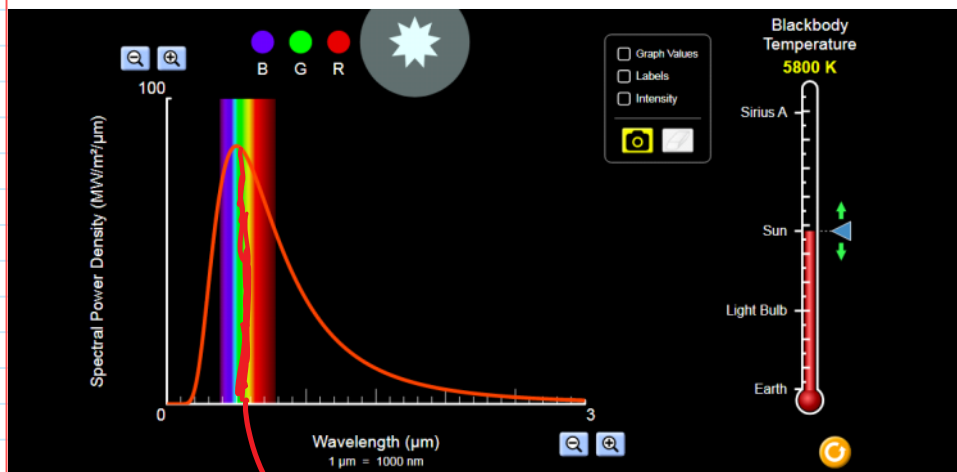 Blackbody
Temperature
5800 K
B G R
Graph Values
Labels
Intensity
100
Spectral Power Density (MW/m²/μm)
0
3
Wavelength (μm)
1 μm = 1000 nm
Sirius A
Sun
Light Bulb
Earth